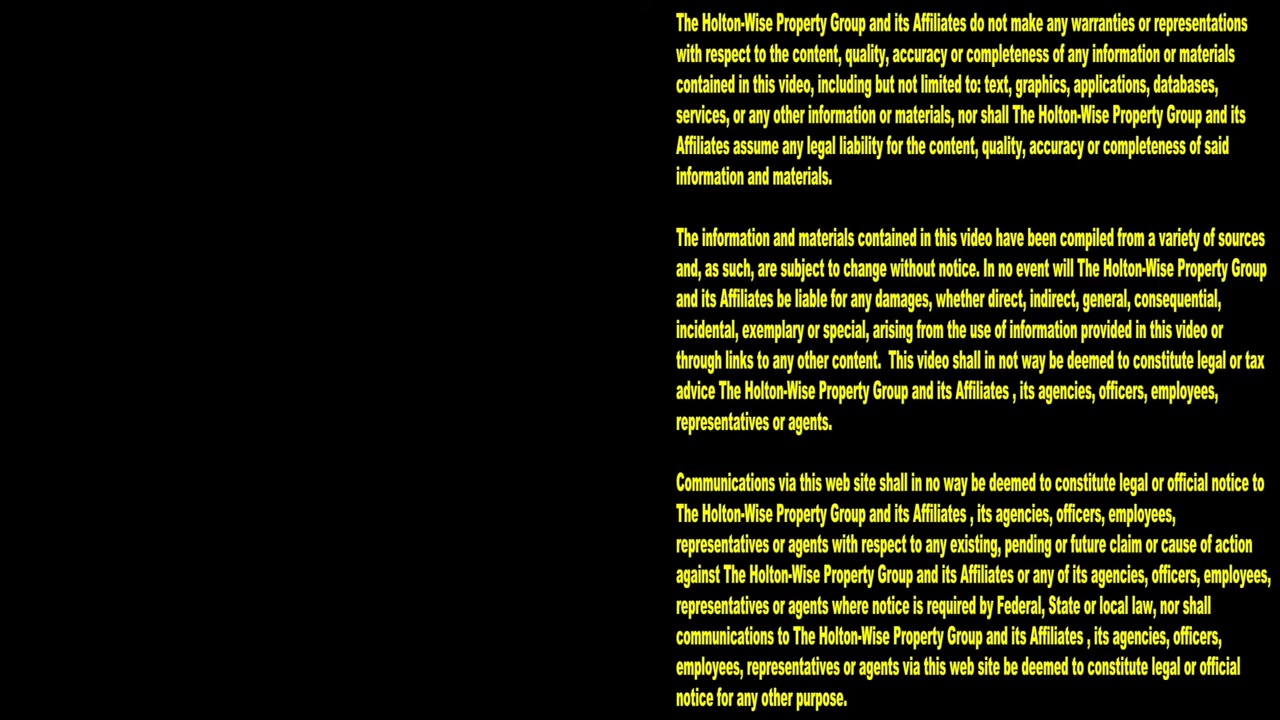 The Holton-Wise Property Group and its Affiliates do not make any warranties or representations
with respect to the content, quality, accuracy or completeness of any information or materials
contained in this video, including but not limited to: text, graphics, applications, databases,
services, or any other information or materials, nor shall The Holton-Wise Property Group and its
Affiliates assume any legal liability for the content, quality, accuracy or completeness of said
information and materials.
The information and materials contained in this video have been compiled from a variety of sources
and, as such, are subject to change without notice. In no event will The Holton-Wise Property Group
and its Affiliates be liable for any damages, whether direct, indirect, general, consequential,
incidental, exemplary or special, arising from the use of information provided in this video or
through links to any other content.  This video shall in not way be deemed to constitute legal or tax
advice The Holton-Wise Property Group and its Affiliates , its agencies, officers, employees,
representatives or agents.
Communications via this web site shall in no way be deemed to constitute legal or official notice to
The Holton-Wise Property Group and its Affiliates , its agencies, officers, employees,
representatives or agents with respect to any existing, pending or future claim or cause of action
against The Holton-Wise Property Group and its Affiliates or any of its agencies, officers, employees,
representatives or agents where notice is required by Federal, State or local law, nor shall
communications to The Holton-Wise Property Group and its Affiliates , its agencies, officers,
employees, representatives or agents via this web site be deemed to constitute legal or official
notice for any other purpose.